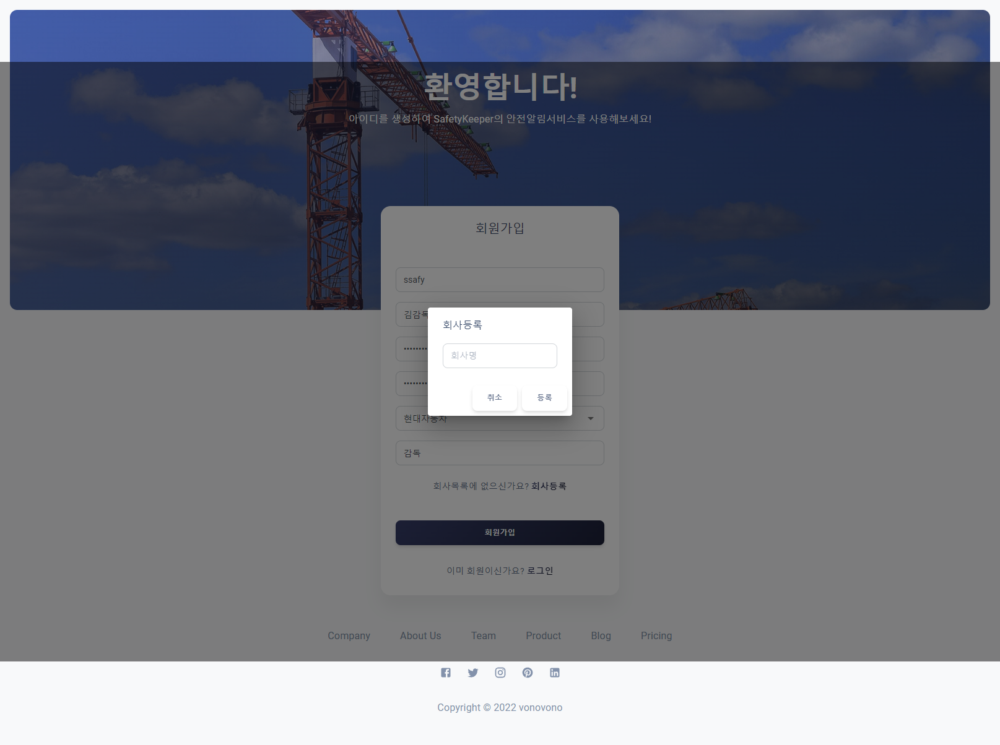 환영합니다!
아이디를 생성하여 SafetyKeeper의 안전알림서비스를 사용해보세요!
회원가입
ssafy
김감독
회사등록
회사명
취소 등록
현대자동차
감독
회사목록에 없으신가요? 회사등록
회원가입
이미 회원이신가요? 로그인
Company About Us Team Product Blog Pricing
Copyright © 2022 vonovono